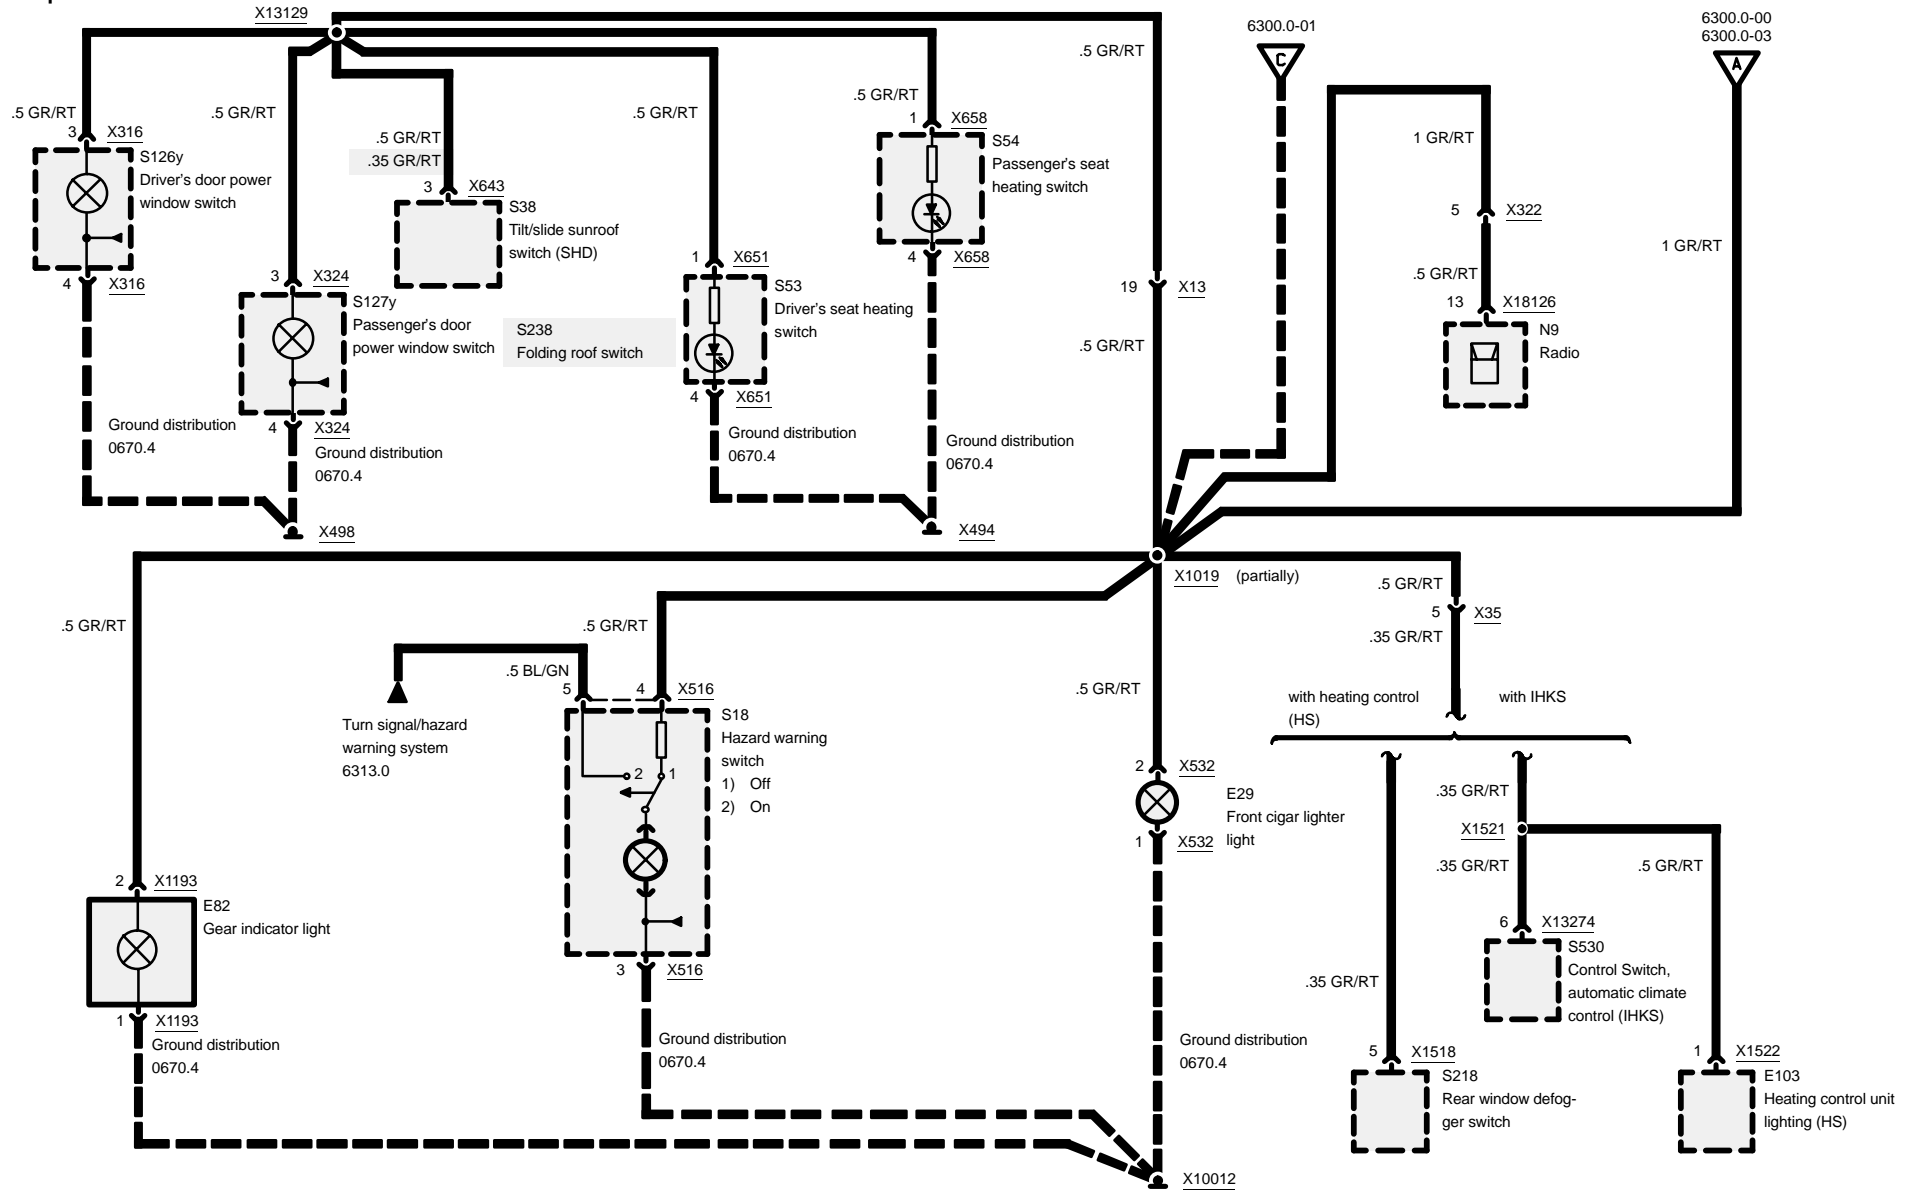 X13129
6300.0-01
6300.0-00
6300.0-03
C
A
.5 GR/RT
.5 GR/RT
.5 GR/RT
.5 GR/RT
.35 GR/RT
.5 GR/RT
.5 GR/RT
1 GR/RT
1 GR/RT
3 X316
S126y
Driver's door power
window switch
4 X316
3 X324
S127y
Passenger's door
power window switch
4 X324
3 X643
S38
Tilt/slide sunroof
switch (SHD)
S238
Folding roof switch
1 X651
S53
Driver's seat heating
switch
4 X651
1 X658
S54
Passenger's seat
heating switch
4 X658
19 X13
.5 GR/RT
5 X322
.5 GR/RT
13 X18126
N9
Radio
Ground distribution
0670.4
Ground distribution
0670.4
Ground distribution
0670.4
Ground distribution
0670.4
X498
X494
X1019 (partially)
.5 GR/RT
5 X35
.35 GR/RT
.5 GR/RT
.5 GR/RT
.5 BL/GN
5 4 X516
Turn signal/hazard
warning system
6313.0
S18
Hazard warning
switch
1) Off
2) On
2 1
3 X516
.5 GR/RT
2 X532
E29
Front cigar lighter
light
1 X532
with heating control
(HS)
with IHKS
.35 GR/RT
X1521
.35 GR/RT
.5 GR/RT
2 X1193
E82
Gear indicator light
1 X1193
Ground distribution
0670.4
Ground distribution
0670.4
Ground distribution
0670.4
6 X13274
S530
Control Switch,
automatic climate
control (IHKS)
.35 GR/RT
5 X1518
S218
Rear window defog-
ger switch
1 X1522
E103
Heating control unit
lighting (HS)
X10012